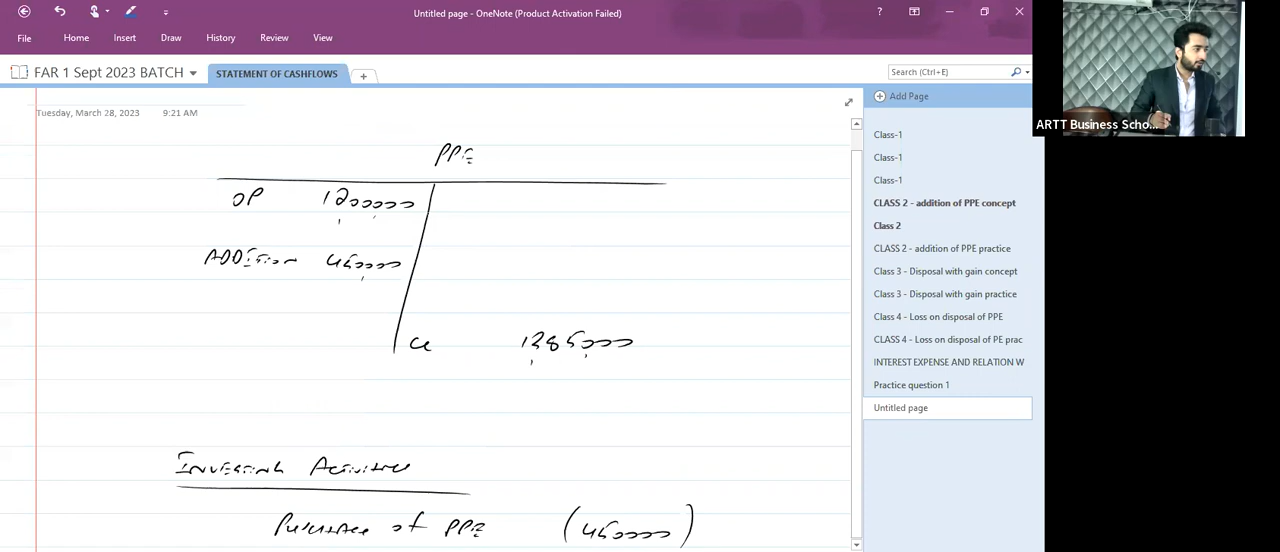 Untitled page - OneNote (Product Activation Failed)
?
File Home Insert Draw History Review View
FAR 1 Sept 2023 BATCH
STATEMENT OF CASHFLOWS
+
Search (Ctrl+E)
Tuesday, March 28, 2023 9:21 AM
Add Page
Class-1
Class-1
Class-1
CLASS 2 - addition of PPE concept
Class 2
CLASS 2 - addition of PPE practice
Class 3 - Disposal with gain concept
Class 3 - Disposal with gain practice
Class 4 - Loss on disposal of PPE
CLASS 4 - Loss on disposal of PE prac
INTEREST EXPENSE AND RELATION W
Practice question 1
Untitled page
ARTT Business Scho...
PPE
OP 1200000
ADDITION 450000
1385000
INVESTING ACTIVITIES
PURCHASE of PPE (450000)